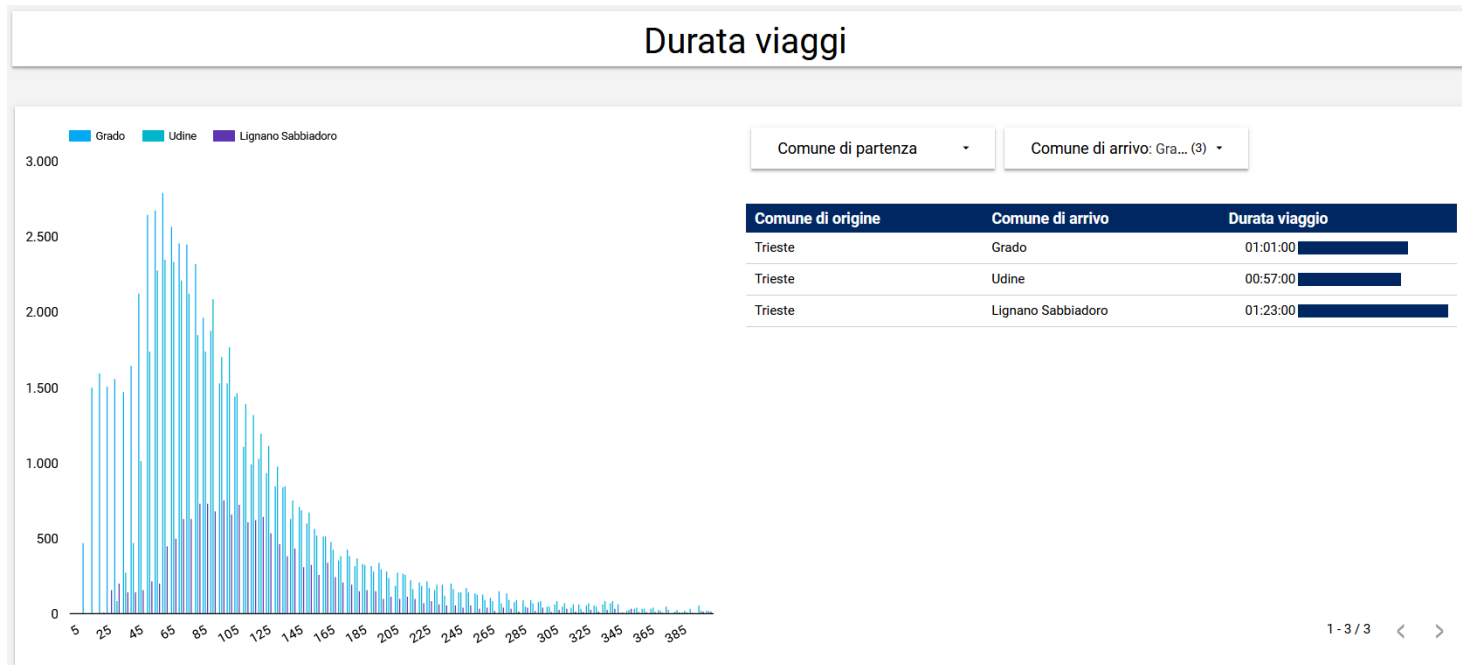 Durata viaggi
Grado Udine Lignano Sabbiadoro
3.000
2.500
2.000
1.500
1.000
500
0
5 25 45 65 85 105 125 145 165 185 205 225 245 265 285 305 325 345 365 385
Comune di partenza Comune di arrivo: Gra... (3)
Comune di origine Comune di arrivo Durata viaggio
Trieste Grado 01:01:00
Trieste Udine 00:57:00
Trieste Lignano Sabbiadoro 01:23:00
1 - 3 / 3